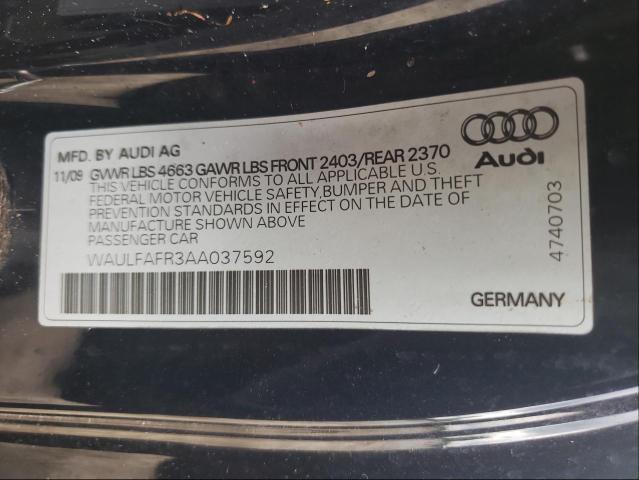 MFD. BY AUDI AG
11/09 GVWR LBS 4663 GAWR LBS FRONT 2403/REAR 2370
THIS VEHICLE CONFORMS TO ALL APPLICABLE U.S.
FEDERAL MOTOR VEHICLE SAFETY,BUMPER AND THEFT
PREVENTION STANDARDS IN EFFECT ON THE DATE OF
MANUFACTURE SHOWN ABOVE
PASSENGER CAR
WAULFAFR3AA037592
Audi
4740703
GERMANY